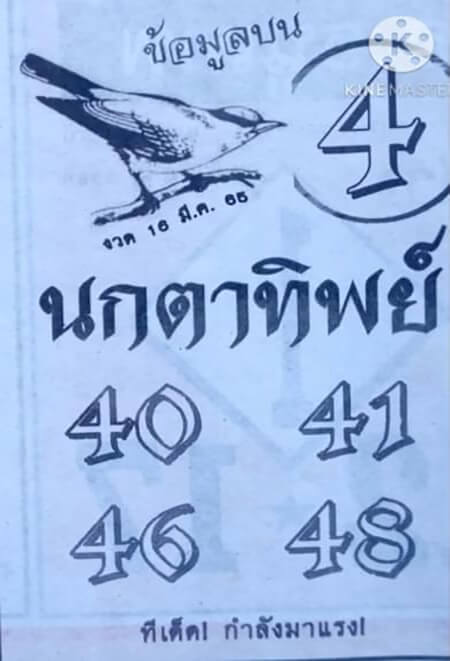 ข้อมูลบน
K
KINEMASTE
4
งวด 16 มี.ค. 65
นกตาทิพย์
40 41
46 48
ทีเด็ด! กำลังมาแรง!